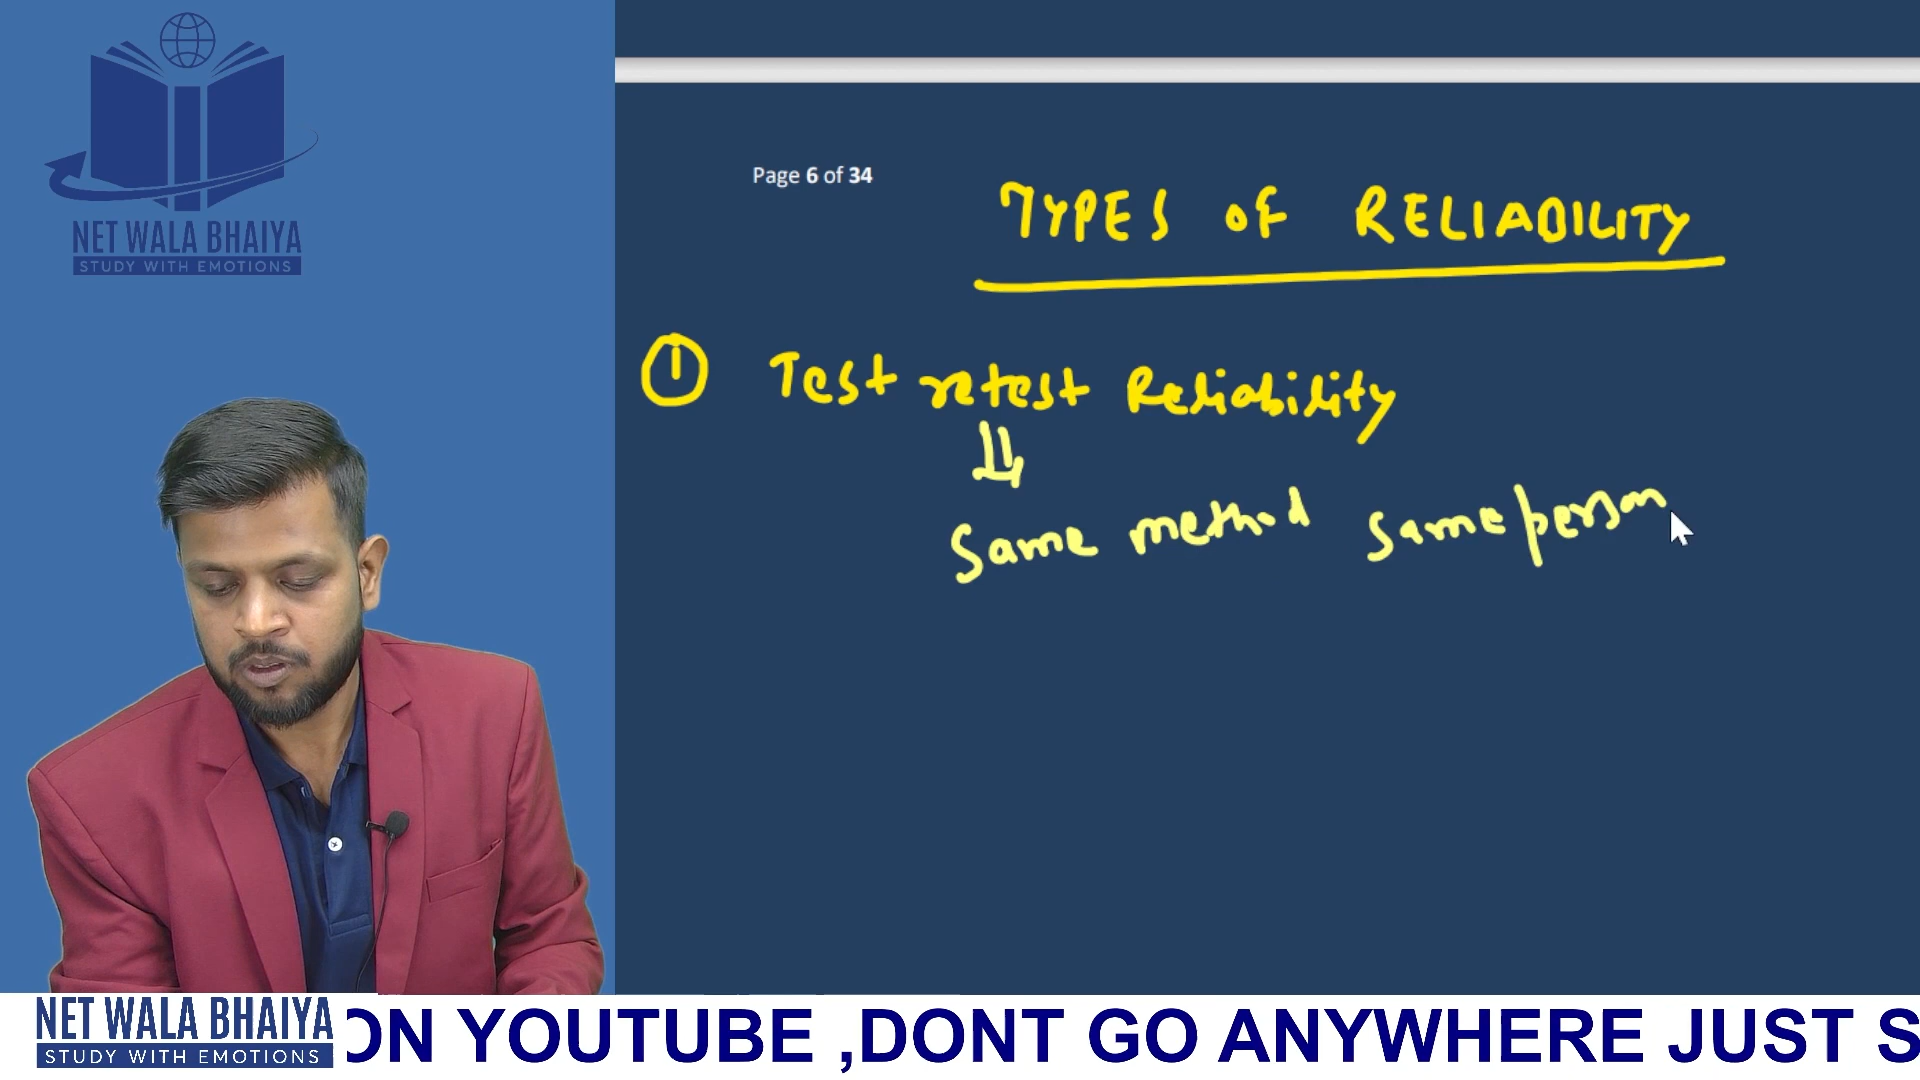 NET WALA BHAIYA
STUDY WITH EMOTIONS
Page 6 of 34
TYPES OF RELIABILITY
1 Test retest Reliability
Same method Same person
NET WALA BHAIYA
STUDY WITH EMOTIONS
ON YOUTUBE ,DONT GO ANYWHERE JUST S